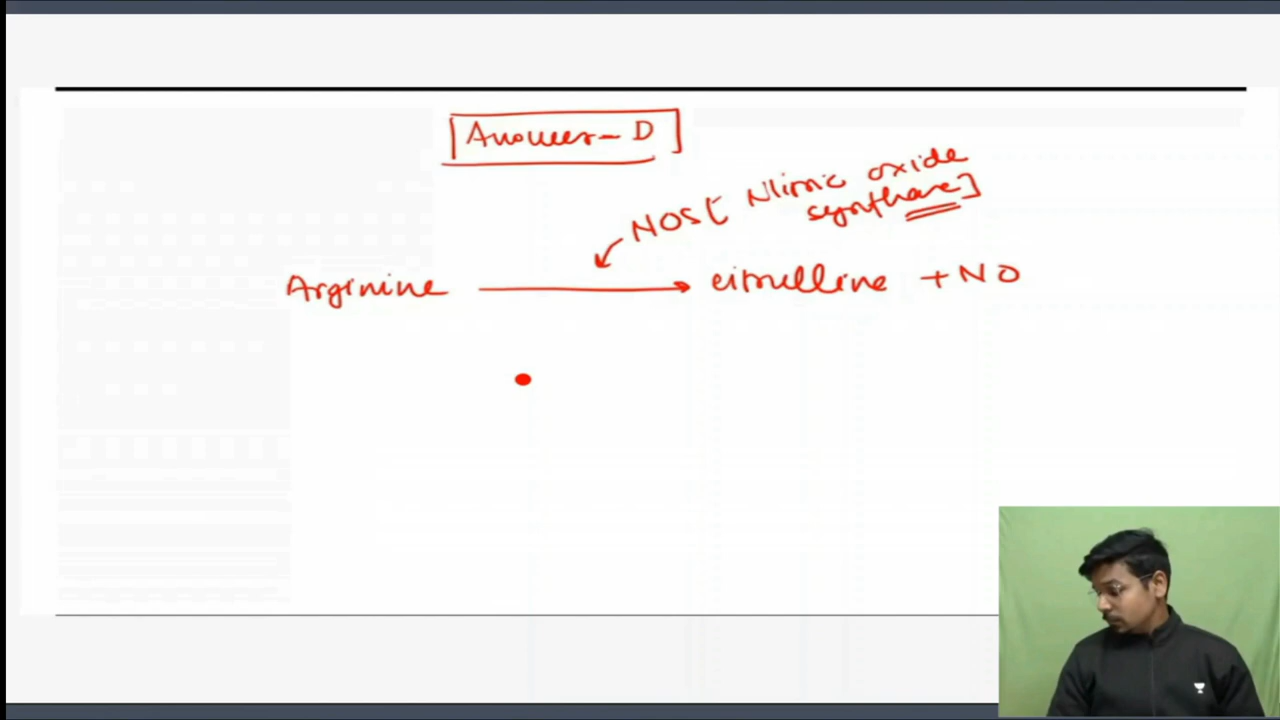 [Answer - D]
NOS[ Nitric oxide
synthase]
Arginine → citrulline + NO